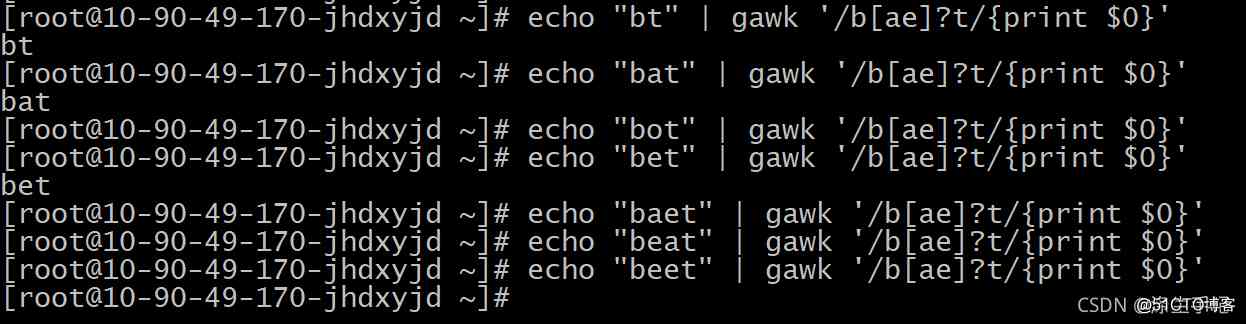 [root@10-90-49-170-jhdxyjd ~]# echo "bt" | gawk '/b[ae]?t/{print $0}'
bt
[root@10-90-49-170-jhdxyjd ~]# echo "bat" | gawk '/b[ae]?t/{print $0}'
bat
[root@10-90-49-170-jhdxyjd ~]# echo "bot" | gawk '/b[ae]?t/{print $0}'
[root@10-90-49-170-jhdxyjd ~]# echo "bet" | gawk '/b[ae]?t/{print $0}'
bet
[root@10-90-49-170-jhdxyjd ~]# echo "baet" | gawk '/b[ae]?t/{print $0}'
[root@10-90-49-170-jhdxyjd ~]# echo "beat" | gawk '/b[ae]?t/{print $0}'
[root@10-90-49-170-jhdxyjd ~]# echo "beet" | gawk '/b[ae]?t/{print $0}'
[root@10-90-49-170-jhdxyjd ~]#
CSDN @51CTO博客